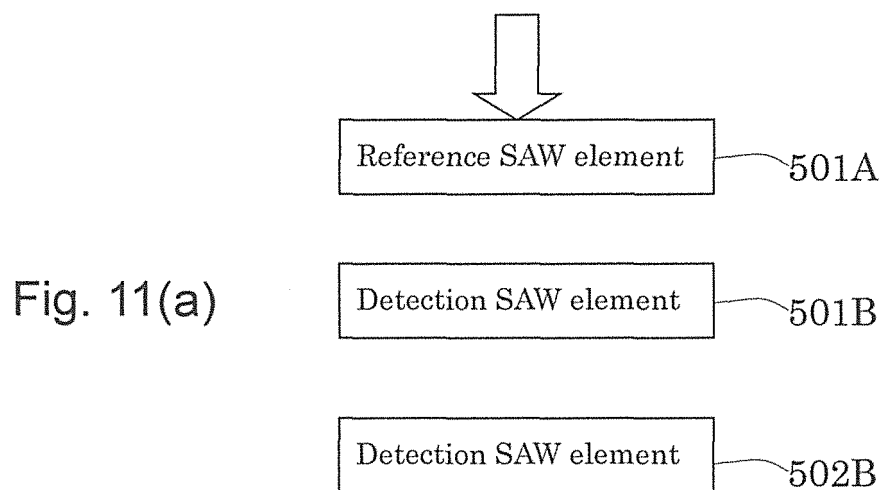 Reference SAW element
501A
Fig. 11(a)
Detection SAW element
501B
Detection SAW element
502B